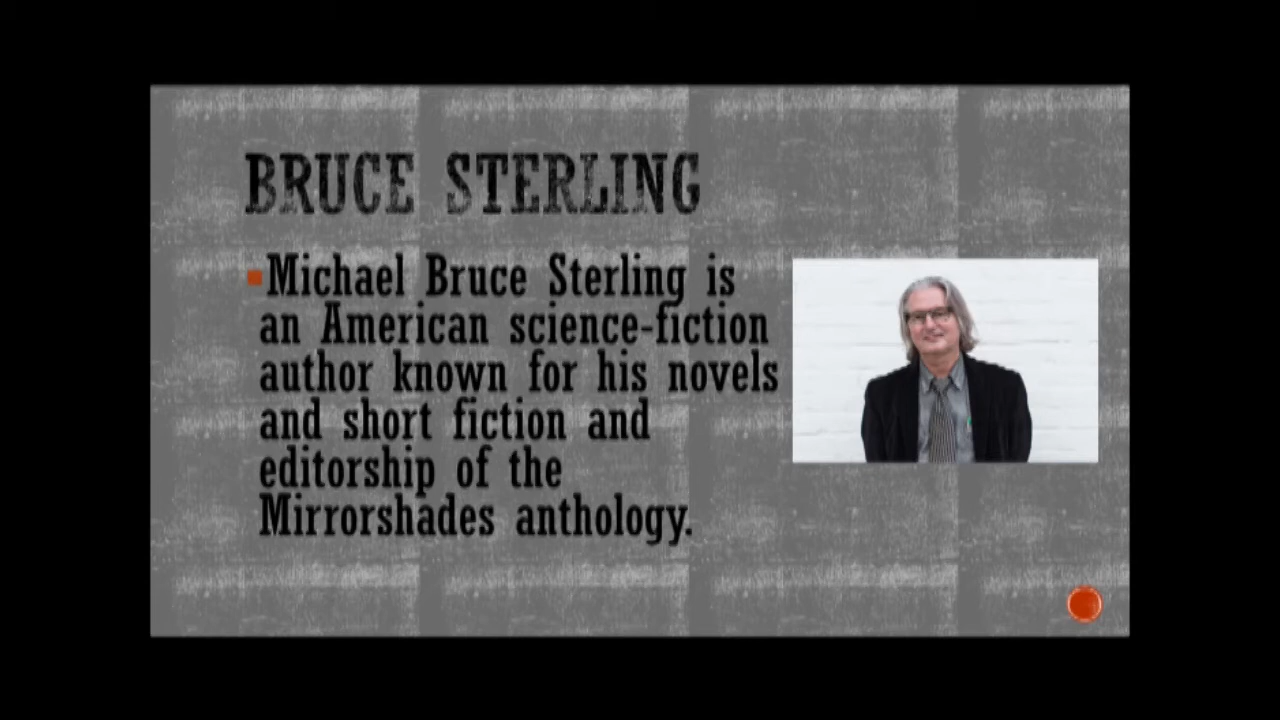 BRUCE STERLING
Michael Bruce Sterling is
an American science-fiction
author known for his novels
and short fiction and
editorship of the
Mirrorshades anthology.